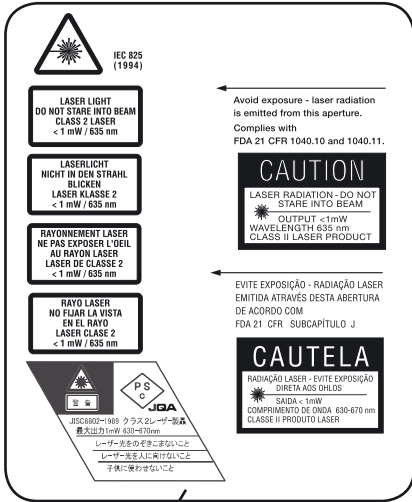 IEC 825
(1994)
LASER LIGHT
DO NOT STARE INTO BEAM
CLASS 2 LASER
< 1 mW / 635 nm
LASERLICHT
NICHT IN DEN STRAHL
BLICKEN
LASER KLASSE 2
< 1 mW / 635 nm
RAYONNEMENT LASER
NE PAS EXPOSER L'OEIL
AU RAYON LASER
LASER DE CLASSE 2
< 1 mW / 635 nm
RAYO LASER
NO FIJAR LA VISTA
EN EL RAYO
LASER CLASE 2
< 1 mW / 635 nm
PS
C
JQA
JISC6802-1989 クラス2レーザー製品
最大出力1mW 630-670nm
レーザー光をのぞきこまないこと
レーザー光を人に向けないこと
子供に使わせないこと
Avoid exposure - laser radiation
is emitted from this aperture.
Complies with
FDA 21 CFR 1040.10 and 1040.11.
CAUTION
LASER RADIATION - DO NOT
STARE INTO BEAM
OUTPUT <1mW
WAVELENGTH 635 nm
CLASS II LASER PRODUCT
EVITE EXPOSIÇÃO - RADIAÇÃO LASER
EMITIDA ATRAVÉS DESTA ABERTURA
DE ACORDO COM
FDA 21 CFR SUBCAPÍTULO J
CAUTELA
RADIAÇÃO LASER - EVITE EXPOSIÇÃO
DIRETA AOS OHLOS
SAIDA < 1mW
COMPRIMENTO DE ONDA 630-670 nm
CLASSE II PRODUTO LASER